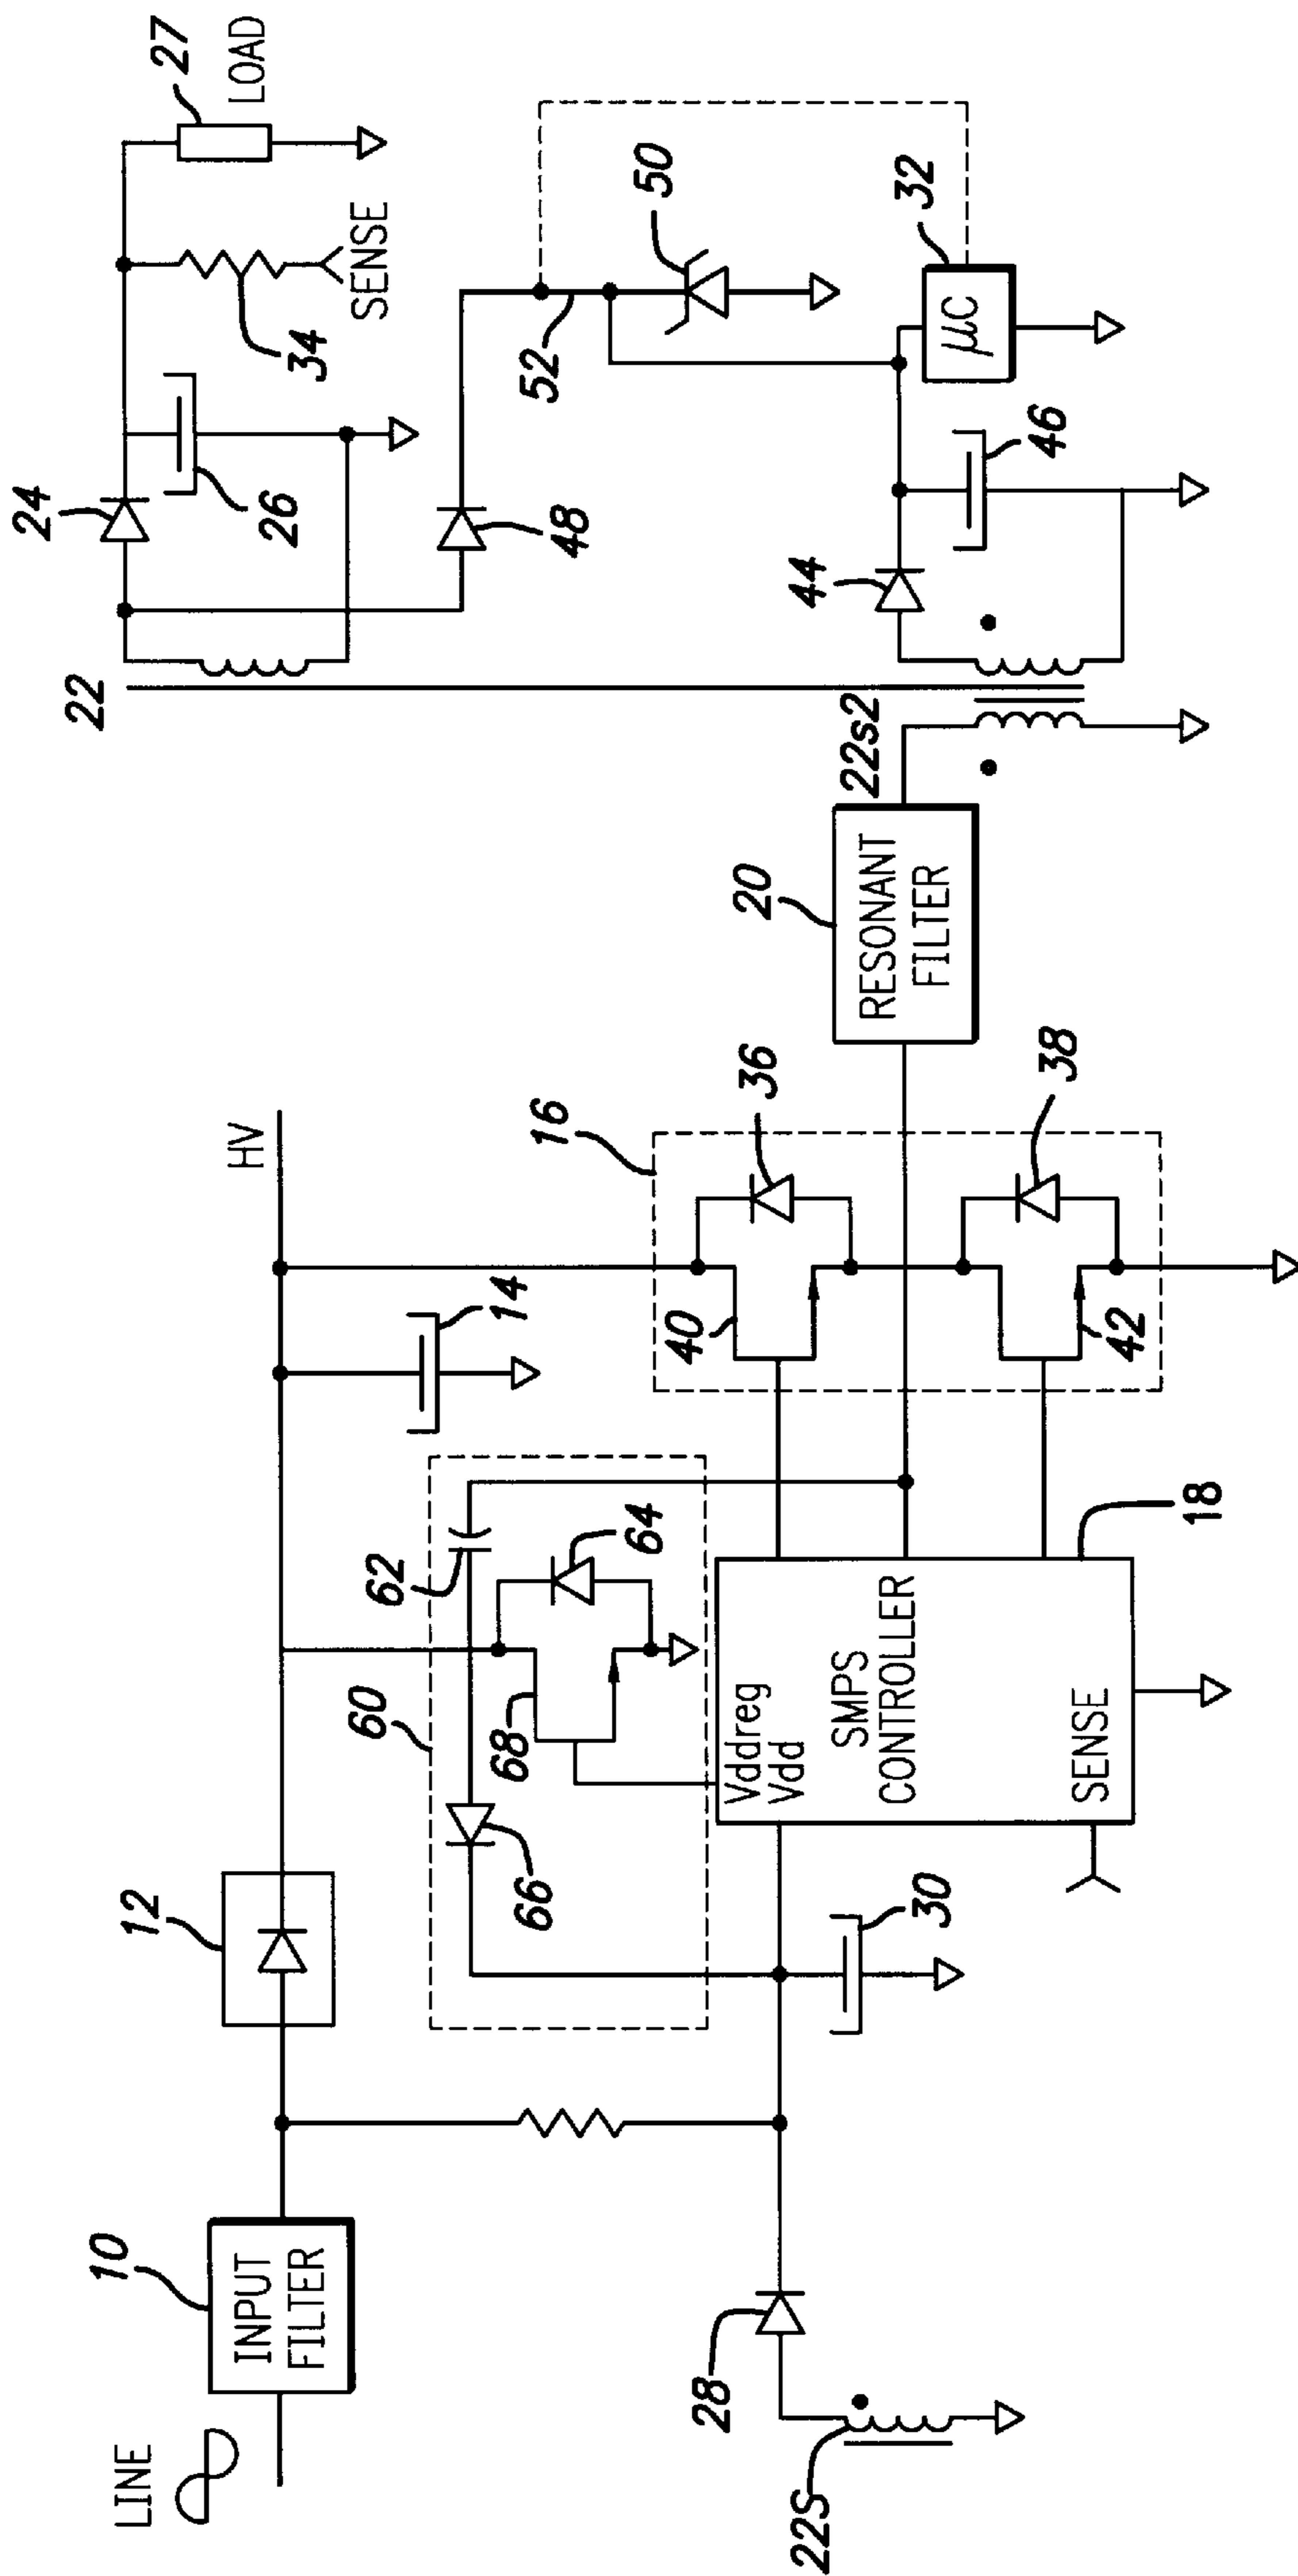 LINE
10
INPUT
FILTER
12
HV
14
22
24
26
34
SENSE
27
LOAD
48
52
50
32
µC
44
46
22s2
20
RESONANT
FILTER
16
36
38
40
42
60
62
64
66
68
Vddreg
Vdd
SMPS
CONTROLLER
SENSE
18
30
28
22S